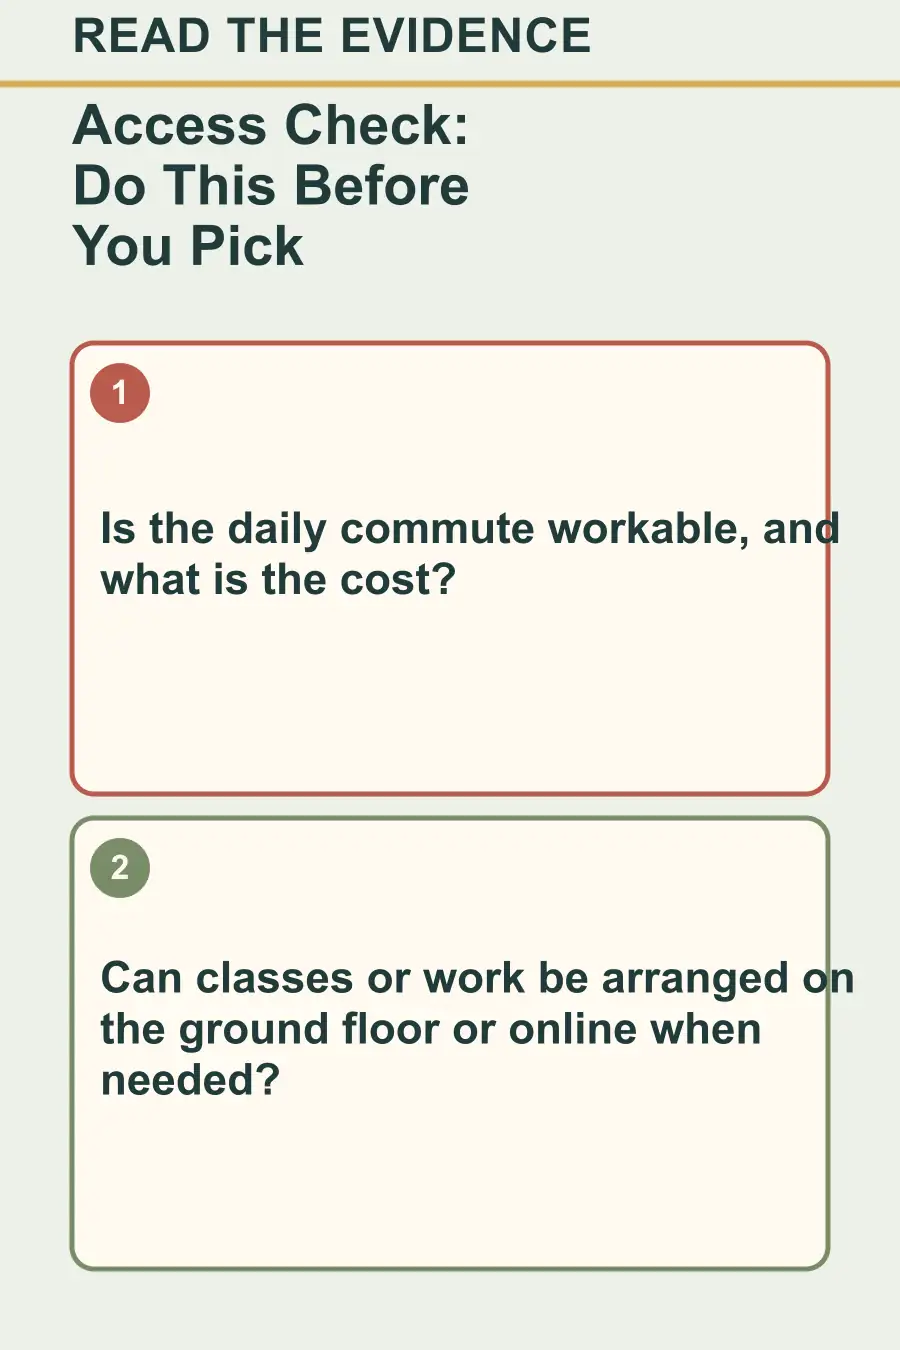 READ THE EVIDENCE
Access Check:
Do This Before
You Pick
1
Is the daily commute workable, and
what is the cost?
2
Can classes or work be arranged on
the ground floor or online when
needed?